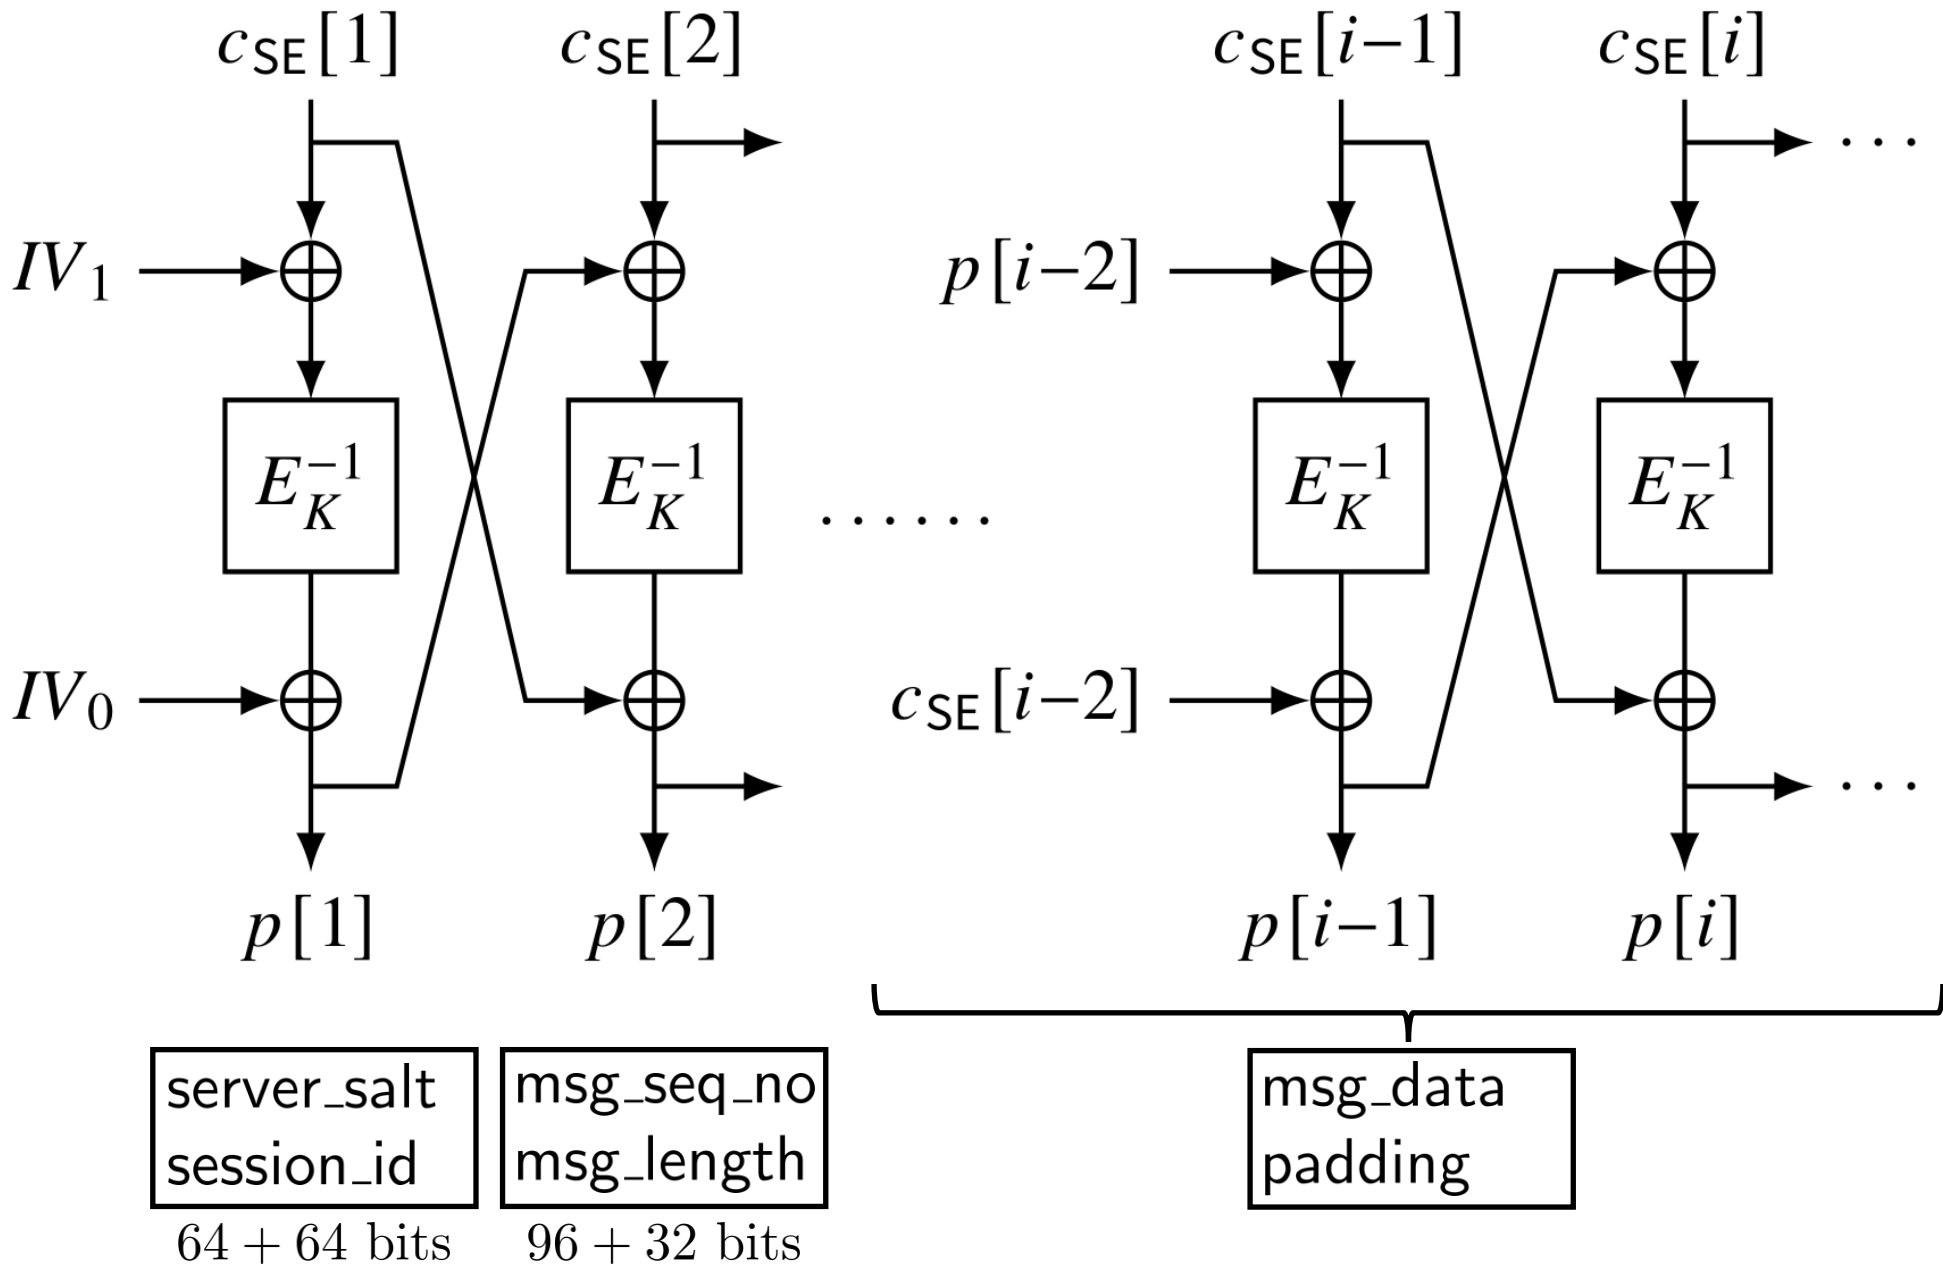 c_SE[1] c_SE[2] c_SE[i−1] c_SE[i]
···
IV_1 p[i−2]
E_K^{−1} E_K^{−1} E_K^{−1} E_K^{−1}
······
IV_0 c_SE[i−2]
···
p[1] p[2] p[i−1] p[i]
server_salt
session_id
64 + 64 bits
msg_seq_no
msg_length
96 + 32 bits
msg_data
padding